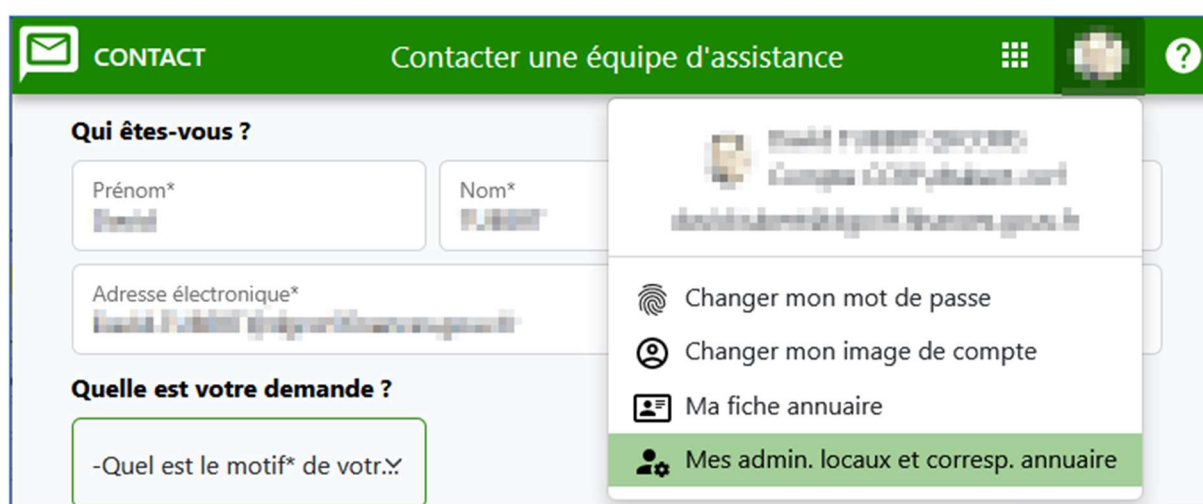 CONTACT
Contacter une équipe d'assistance
Qui êtes-vous ?
Prénom*
Nom*
Adresse électronique*
Quelle est votre demande ?
-Quel est le motif* de votr...
Changer mon mot de passe
Changer mon image de compte
Ma fiche annuaire
Mes admin. locaux et corresp. annuaire